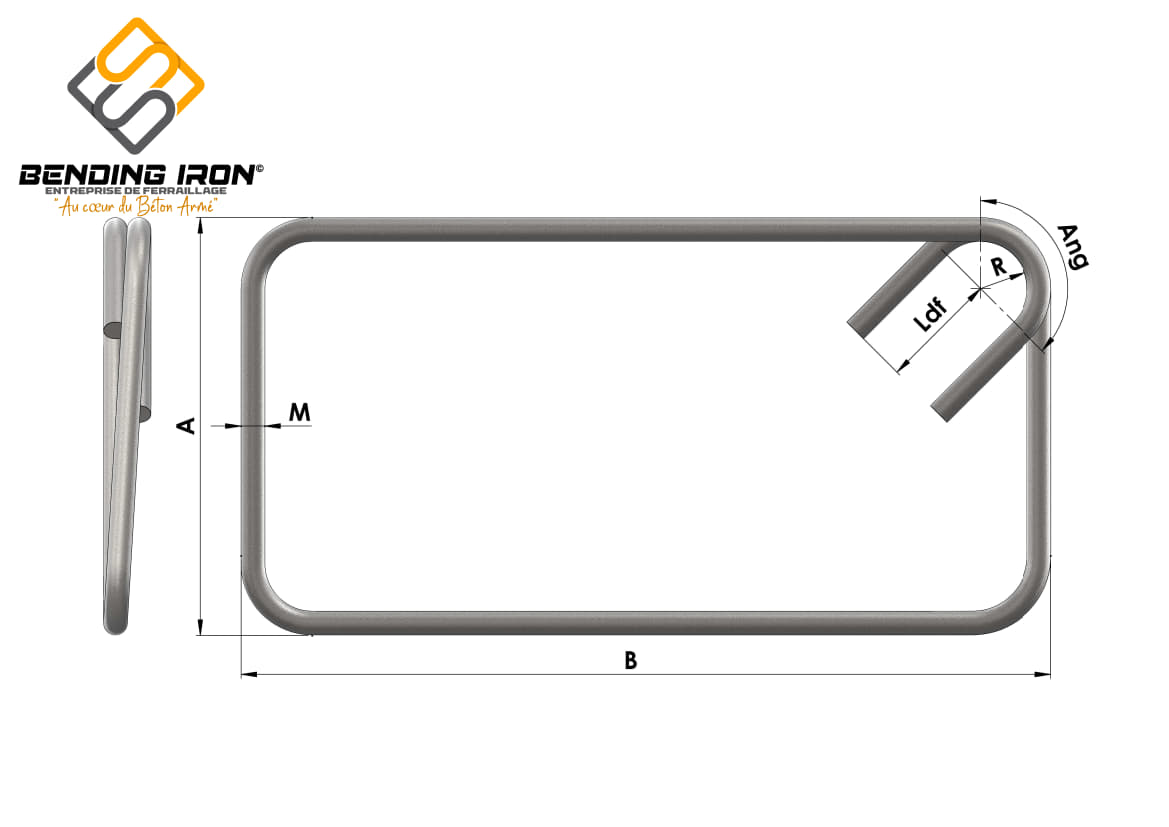 BENDING IRON©
ENTREPRISE DE FERRAILLAGE
"Au cœur du Béton Armé"
Ang
R
Ldf
M
A
B